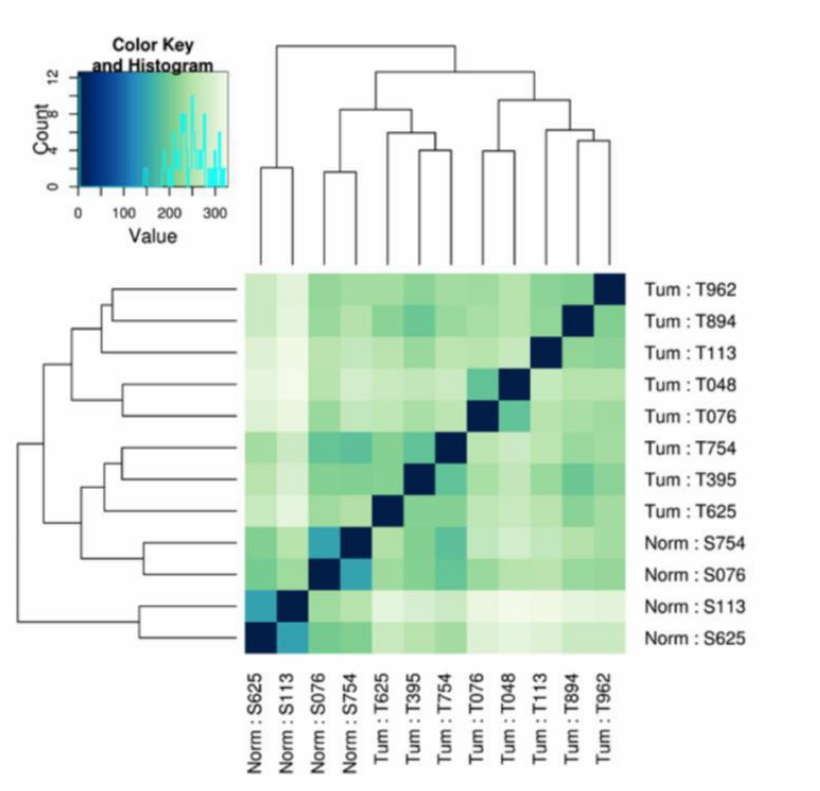 Color Key
and Histogram
Count
0 4 8 12
0 100 200 300
Value
Tum : T962
Tum : T894
Tum : T113
Tum : T048
Tum : T076
Tum : T754
Tum : T395
Tum : T625
Norm : S754
Norm : S076
Norm : S113
Norm : S625
Norm : S625
Norm : S113
Norm : S076
Norm : S754
Tum : T625
Tum : T395
Tum : T754
Tum : T076
Tum : T048
Tum : T113
Tum : T894
Tum : T962